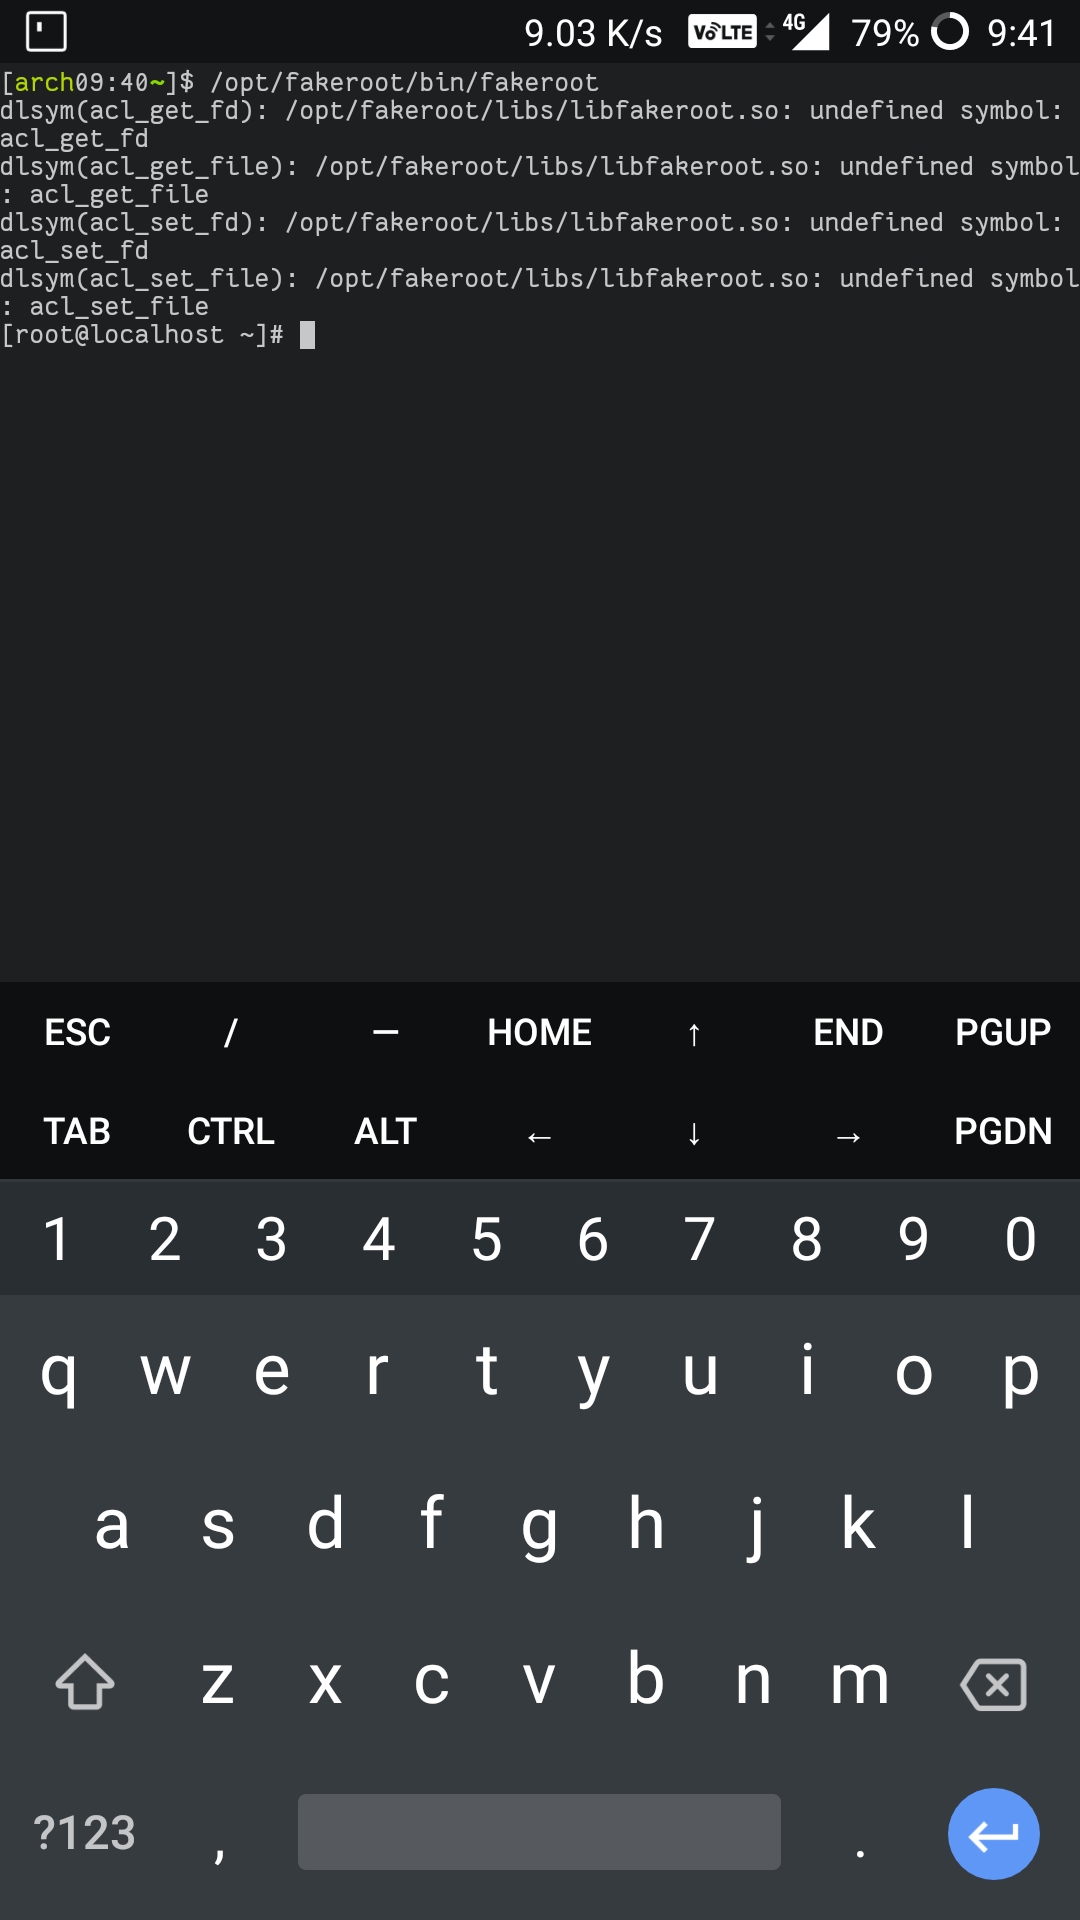 9.03 K/s VoLTE 4G 79% 9:41
[arch09:40~]$ /opt/fakeroot/bin/fakeroot
dlsym(acl_get_fd): /opt/fakeroot/libs/libfakeroot.so: undefined symbol:
acl_get_fd
dlsym(acl_get_file): /opt/fakeroot/libs/libfakeroot.so: undefined symbol
: acl_get_file
dlsym(acl_set_fd): /opt/fakeroot/libs/libfakeroot.so: undefined symbol:
acl_set_fd
dlsym(acl_set_file): /opt/fakeroot/libs/libfakeroot.so: undefined symbol
: acl_set_file
[root@localhost ~]#
ESC / — HOME ↑ END PGUP
TAB CTRL ALT ← ↓ → PGDN
1 2 3 4 5 6 7 8 9 0
q w e r t y u i o p
a s d f g h j k l
z x c v b n m
?123 , .